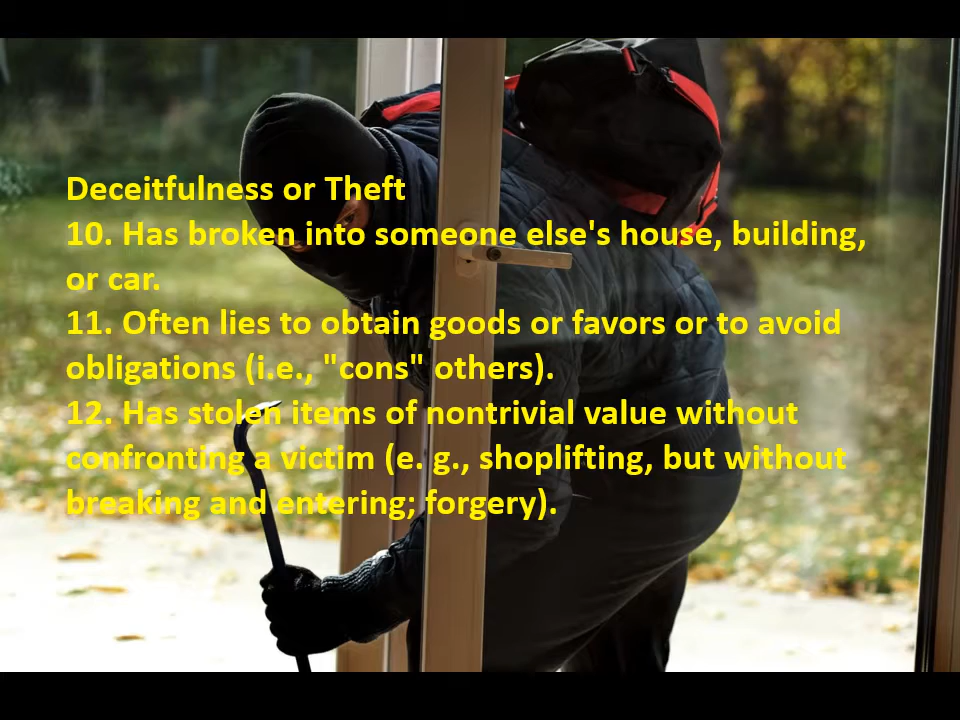 Deceitfulness or Theft
10. Has broken into someone else's house, building,
or car.
11. Often lies to obtain goods or favors or to avoid
obligations (i.e., "cons" others).
12. Has stolen items of nontrivial value without
confronting a victim (e. g., shoplifting, but without
breaking and entering; forgery).